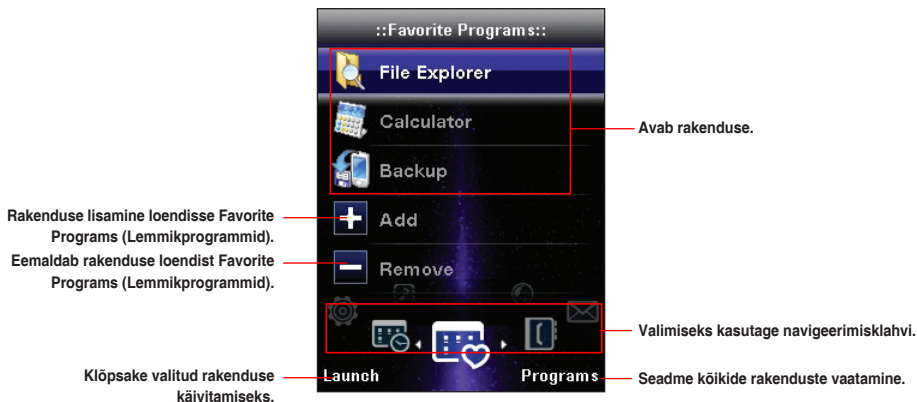 ::Favorite Programs::
File Explorer
Calculator
Backup
Add
Remove
Launch
Programs
Avab rakenduse.
Rakenduse lisamine loendisse Favorite
Programs (Lemmikprogrammid).
Eemaldab rakenduse loendist Favorite
Programs (Lemmikprogrammid).
Valimiseks kasutage navigeerimisklahvi.
Klõpsake valitud rakenduse
käivitamiseks.
Seadme kõikide rakenduste vaatamine.